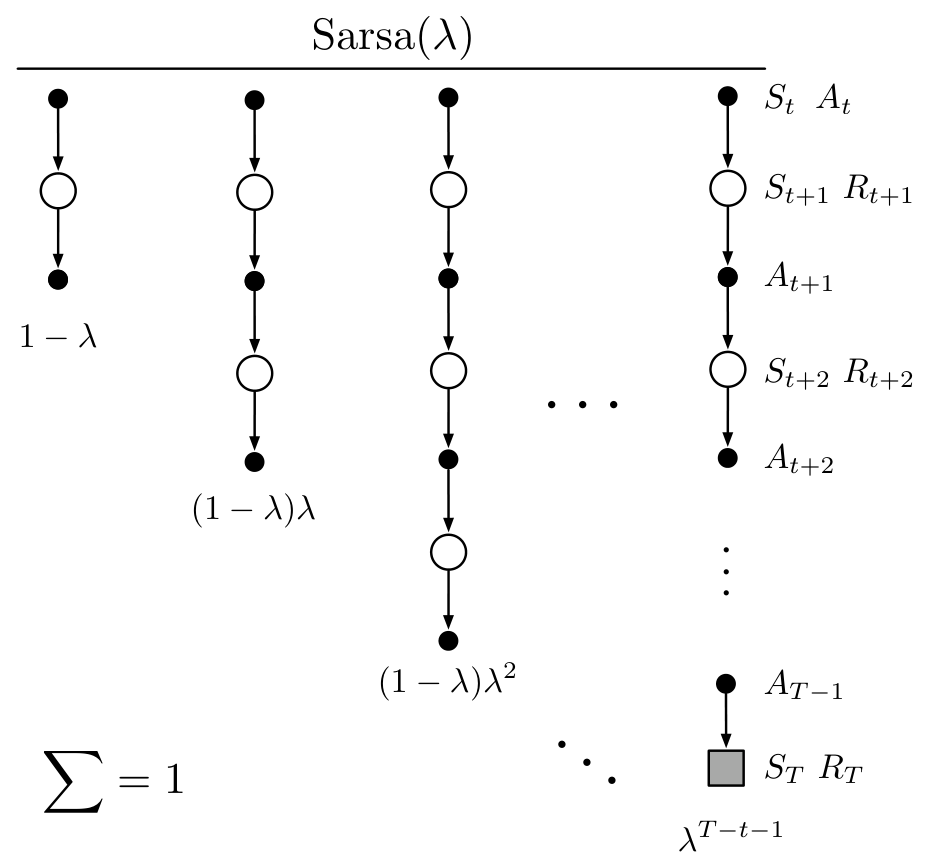 Sarsa(λ)
S_t A_t
S_{t+1} R_{t+1}
A_{t+1}
1 − λ
S_{t+2} R_{t+2}
. . .
A_{t+2}
(1 − λ)λ
⋮
(1 − λ)λ^2
A_{T−1}
⋱
∑ = 1
S_T R_T
λ^{T−t−1}